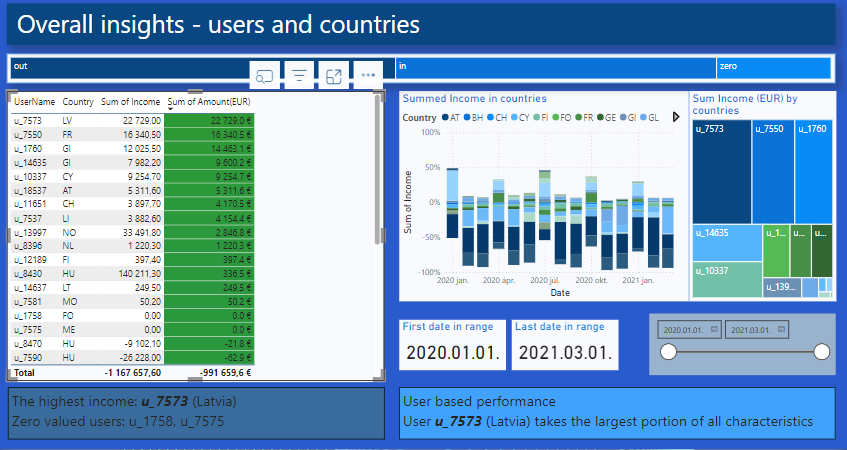 Overall insights - users and countries
out in zero
UserName Country Sum of Income Sum of Amount(EUR)
u_7573 LV 22 729,00 22 729,0 €
u_7550 FR 16 340,50 16 340,5 €
u_1760 GI 12 025,50 14 463,1 €
u_14635 GI 7 982,20 9 600,2 €
u_10337 CY 9 254,70 9 254,7 €
u_18537 AT 5 311,60 5 311,6 €
u_11651 CH 3 897,70 4 170,5 €
u_7537 LI 3 882,60 4 154,4 €
u_13997 NO 33 491,80 2 846,8 €
u_8396 NL 1 220,30 1 220,3 €
u_12189 FI 397,40 397,4 €
u_8430 HU 140 211,30 336,5 €
u_14637 LT 249,50 249,5 €
u_7581 MO 50,20 50,2 €
u_1758 FO 0,00 0,0 €
u_7575 ME 0,00 0,0 €
u_8470 HU -9 102,10 -21,8 €
u_7590 HU -26 228,00 -62,9 €
Total -1 167 657,60 -991 659,6 €
Summed Income in countries
Country AT BH CH CY FI FO FR GE GI GL
100%
50%
0%
-50%
-100%
Sum of Income
2020 jan. 2020 ápr. 2020 júl. 2020 okt. 2021 jan.
Date
Sum Income (EUR) by
countries
u_7573 u_7550 u_1760
u_14635 u_1... u... u...
u_10337
u_139...
First date in range
2020.01.01.
Last date in range
2021.03.01.
2020.01.01. 2021.03.01.
The highest income: u_7573 (Latvia)
Zero valued users: u_1758, u_7575
User based performance
User u_7573 (Latvia) takes the largest portion of all characteristics